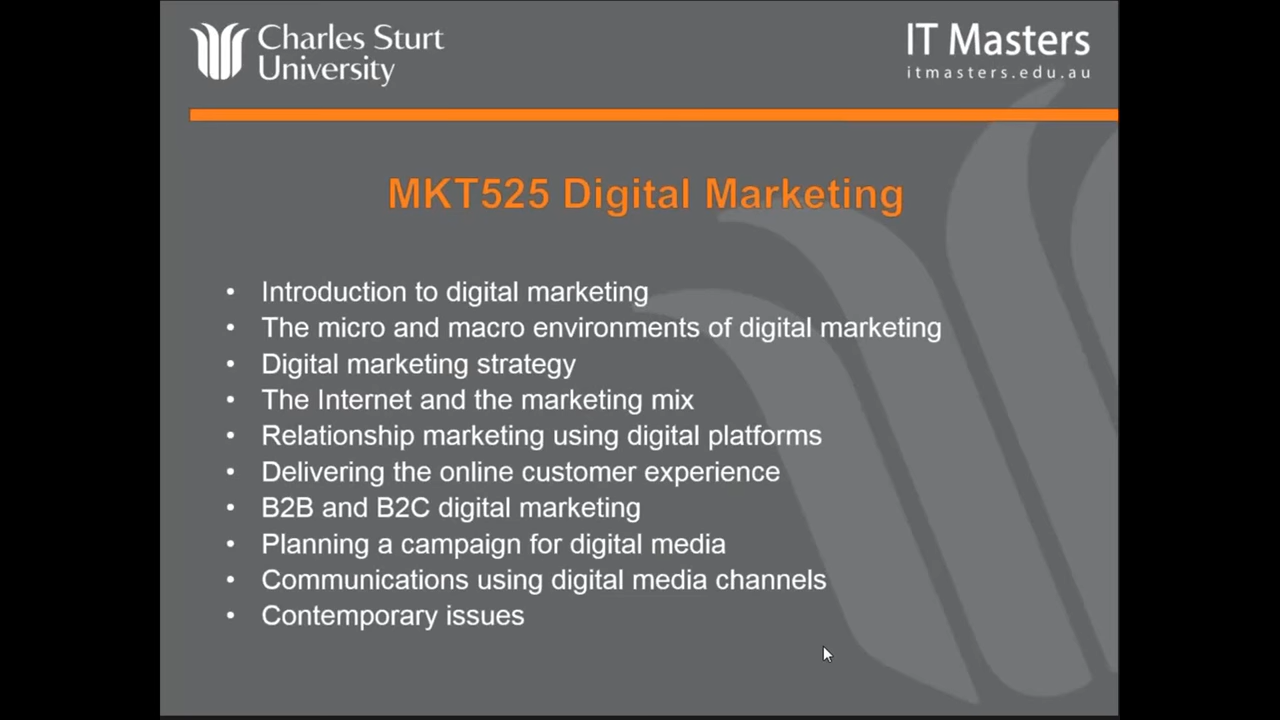 Charles Sturt
University
IT Masters
itmasters.edu.au
MKT525 Digital Marketing
• Introduction to digital marketing
• The micro and macro environments of digital marketing
• Digital marketing strategy
• The Internet and the marketing mix
• Relationship marketing using digital platforms
• Delivering the online customer experience
• B2B and B2C digital marketing
• Planning a campaign for digital media
• Communications using digital media channels
• Contemporary issues